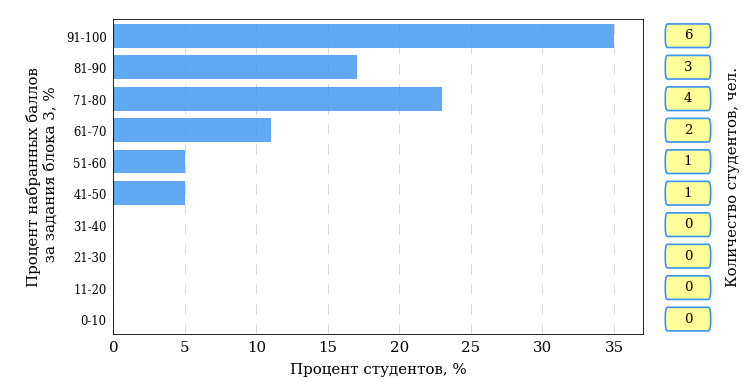 Процент набранных баллов
за задания блока 3, %
91-100 6
81-90 3
71-80 4
61-70 2
51-60 1
41-50 1
31-40 0
21-30 0
11-20 0
0-10 0
0 5 10 15 20 25 30 35
Процент студентов, %
Количество студентов, чел.